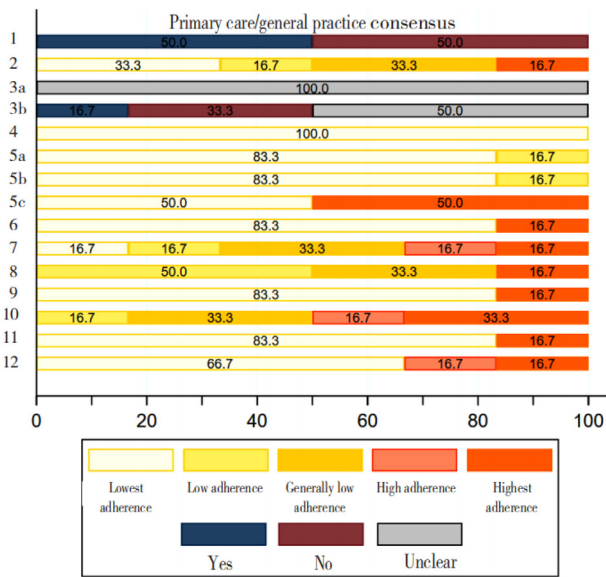 Primary care/general practice consensus
1 50.0 50.0
2 33.3 16.7 33.3 16.7
3a 100.0
3b 16.7 33.3 50.0
4 100.0
5a 83.3 16.7
5b 83.3 16.7
5c 50.0 50.0
6 83.3 16.7
7 16.7 16.7 33.3 16.7 16.7
8 50.0 33.3 16.7
9 83.3 16.7
10 16.7 33.3 16.7 33.3
11 83.3 16.7
12 66.7 16.7 16.7
0 20 40 60 80 100
Lowest adherence
Low adherence
Generally low adherence
High adherence
Highest adherence
Yes No Unclear